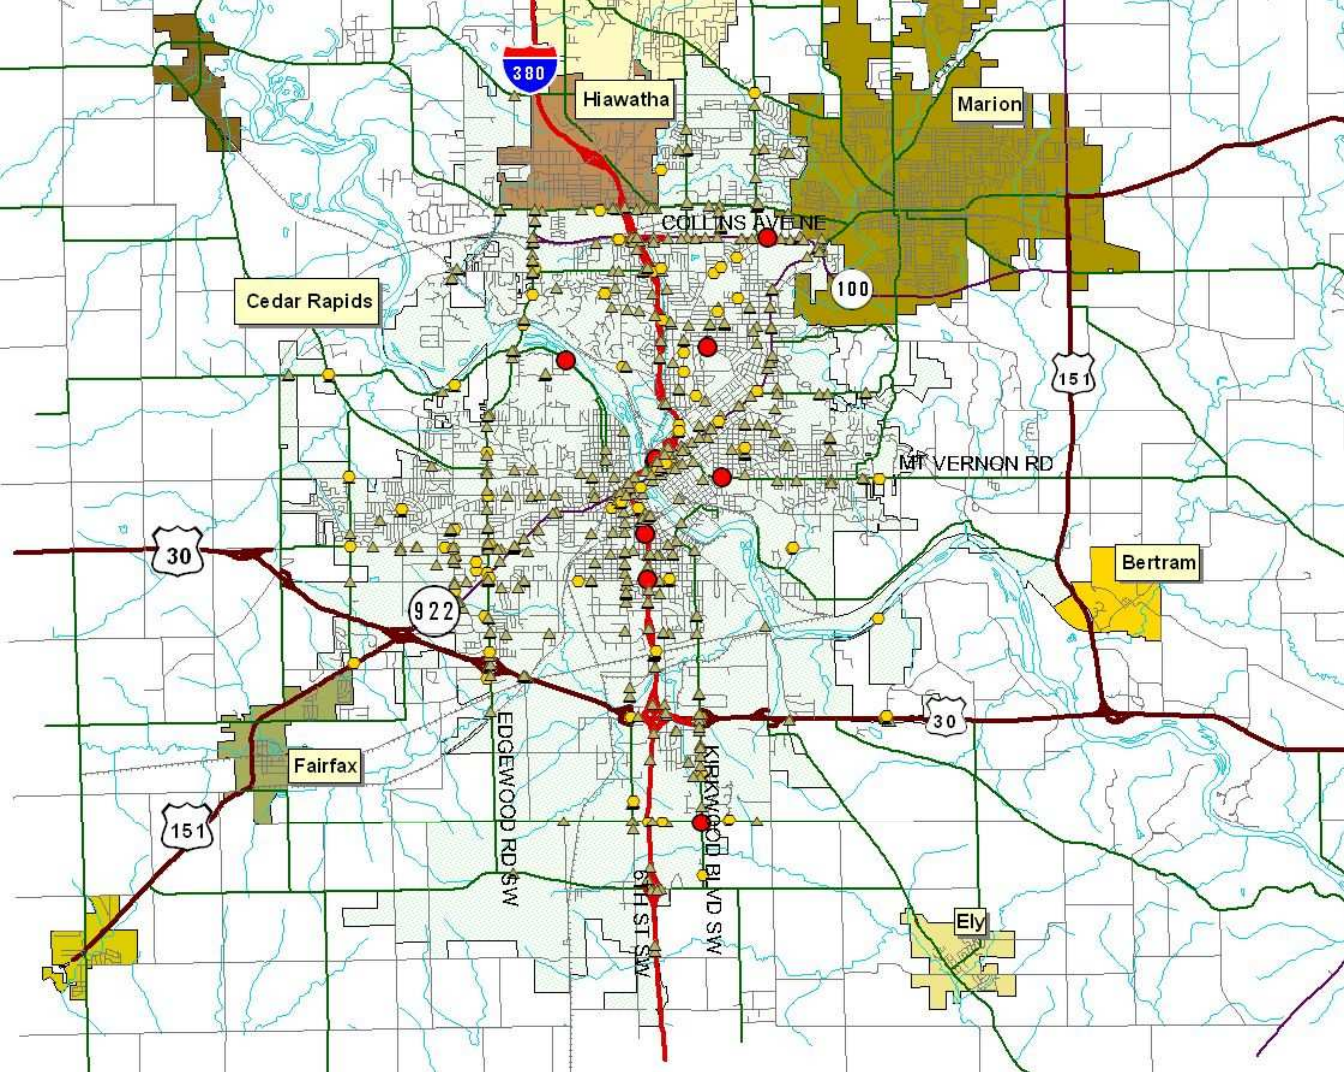 380
Hiawatha
Marion
COLLINS AVE NE
100
Cedar Rapids
151
MT VERNON RD
30
Bertram
922
30
Fairfax
EDGEWOOD RD SW
KIRKWOOD BLVD SW
151
6TH ST SW
Ely